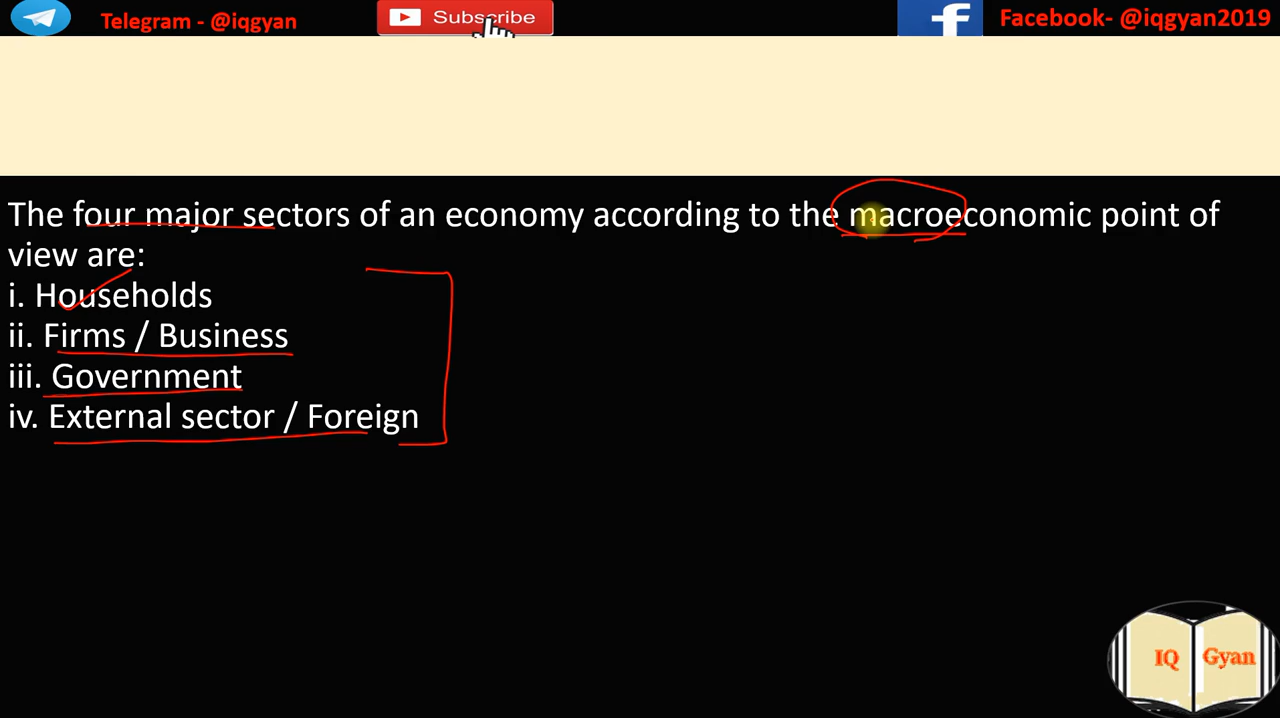 Telegram - @iqgyan
Subscribe
Facebook- @iqgyan2019
The four major sectors of an economy according to the macroeconomic point of
view are:
i. Households
ii. Firms / Business
iii. Government
iv. External sector / Foreign
IQ Gyan